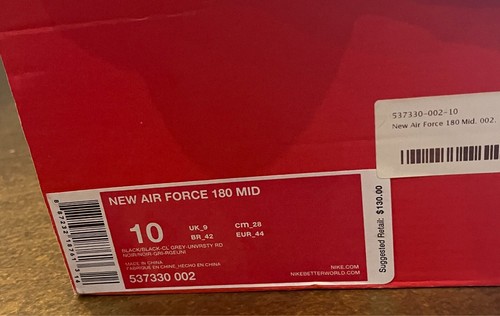 537330-002-10
New Air Force 180 Mid, 002,
NEW AIR FORCE 180 MID
10
UK_9
cm_28
BR_42
EUR_44
BLACK/BLACK-CL GREY-UNVRSTY RD
NOIR/NOIR-GRI-RGEUNI
MADE IN CHINA
FABRIQUÉ EN CHINE, HECHO EN CHINA
537330 002
NIKE.COM
NIKEBETTERWORLD.COM
Suggested Retail: $130.00